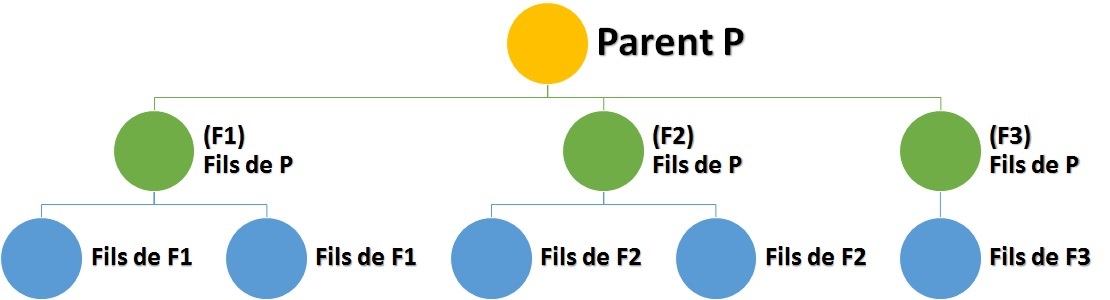 Parent P
(F1)
Fils de P
(F2)
Fils de P
(F3)
Fils de P
Fils de F1
Fils de F1
Fils de F2
Fils de F2
Fils de F3